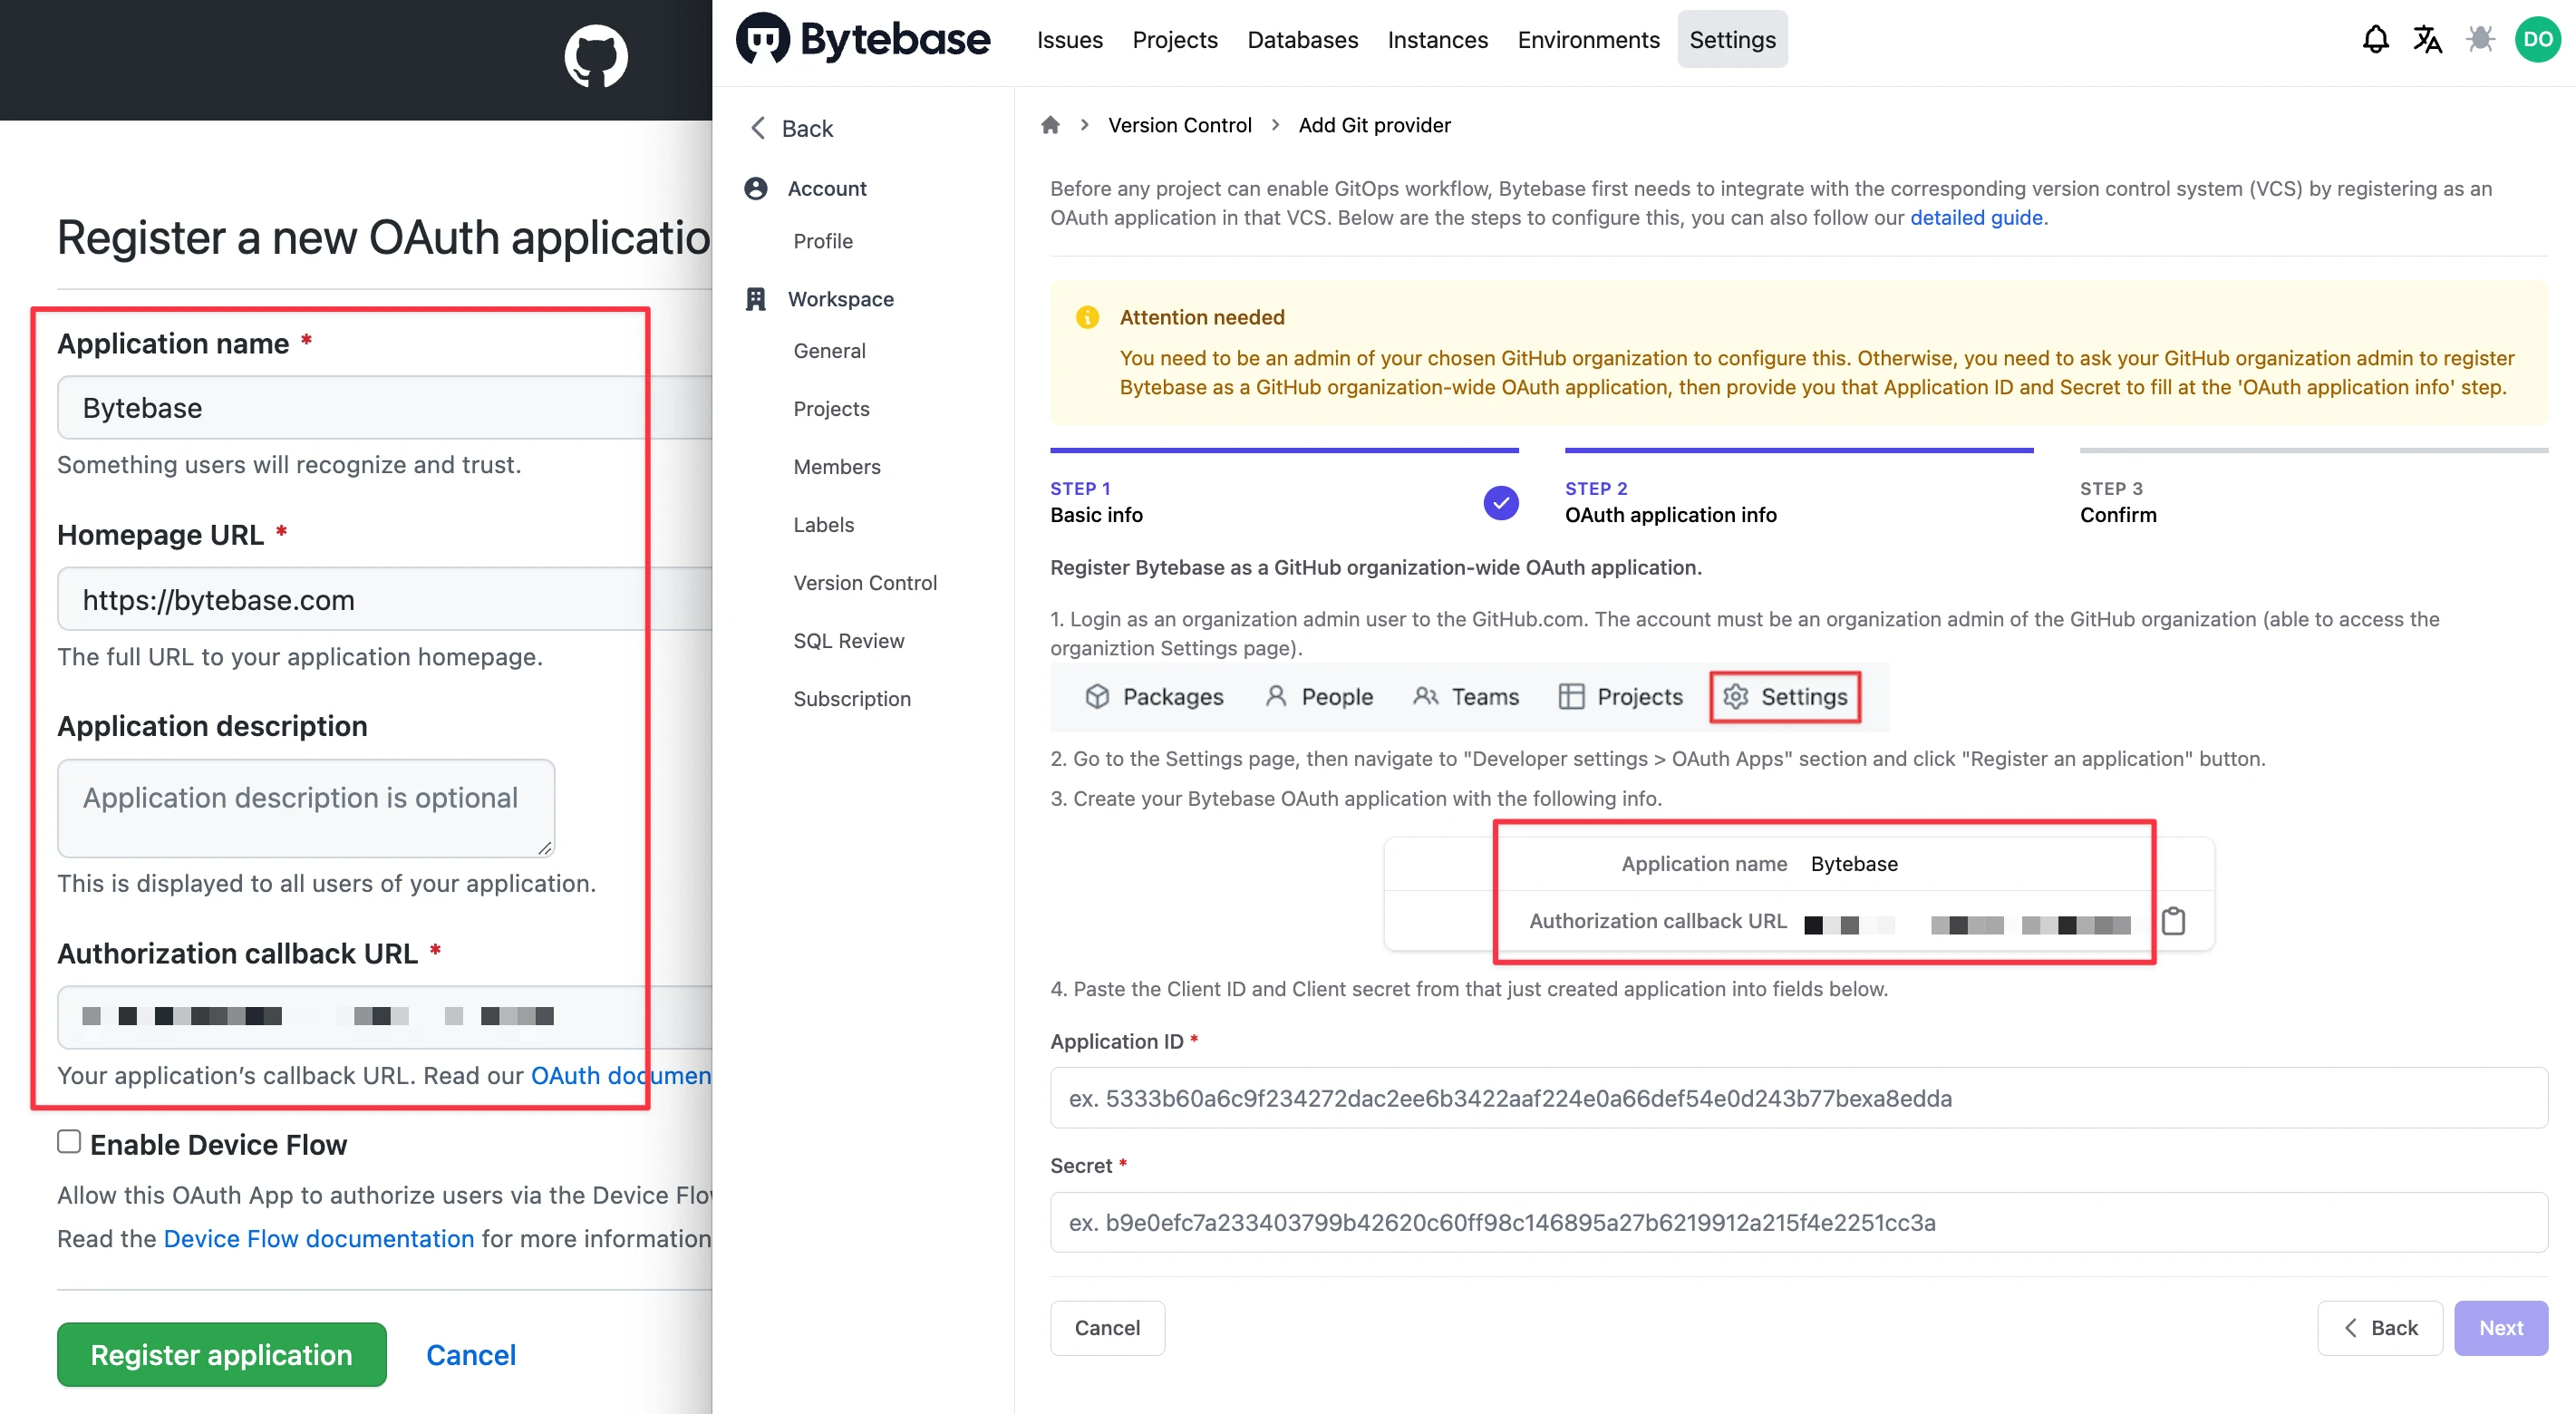 Register a new OAuth applicatio
Application name *
Bytebase
Something users will recognize and trust.
Homepage URL *
https://bytebase.com
The full URL to your application homepage.
Application description
Application description is optional
This is displayed to all users of your application.
Authorization callback URL *
Your application's callback URL. Read our OAuth documen
Enable Device Flow
Allow this OAuth App to authorize users via the Device Flo
Read the Device Flow documentation for more information
Register application
Cancel
Bytebase
Issues
Projects
Databases
Instances
Environments
Settings
DO
Back
Account
Profile
Workspace
General
Projects
Members
Labels
Version Control
SQL Review
Subscription
Version Control
Add Git provider
Before any project can enable GitOps workflow, Bytebase first needs to integrate with the corresponding version control system (VCS) by registering as an
OAuth application in that VCS. Below are the steps to configure this, you can also follow our detailed guide.
Attention needed
You need to be an admin of your chosen GitHub organization to configure this. Otherwise, you need to ask your GitHub organization admin to register
Bytebase as a GitHub organization-wide OAuth application, then provide you that Application ID and Secret to fill at the 'OAuth application info' step.
STEP 1
Basic info
STEP 2
OAuth application info
STEP 3
Confirm
Register Bytebase as a GitHub organization-wide OAuth application.
1. Login as an organization admin user to the GitHub.com. The account must be an organization admin of the GitHub organization (able to access the
organiztion Settings page).
Packages
People
Teams
Projects
Settings
2. Go to the Settings page, then navigate to "Developer settings > OAuth Apps" section and click "Register an application" button.
3. Create your Bytebase OAuth application with the following info.
Application name Bytebase
Authorization callback URL
4. Paste the Client ID and Client secret from that just created application into fields below.
Application ID *
ex. 5333b60a6c9f234272dac2ee6b3422aaf224e0a66def54e0d243b77bexa8edda
Secret *
ex. b9e0efc7a233403799b42620c60ff98c146895a27b6219912a215f4e2251cc3a
Cancel
Back
Next